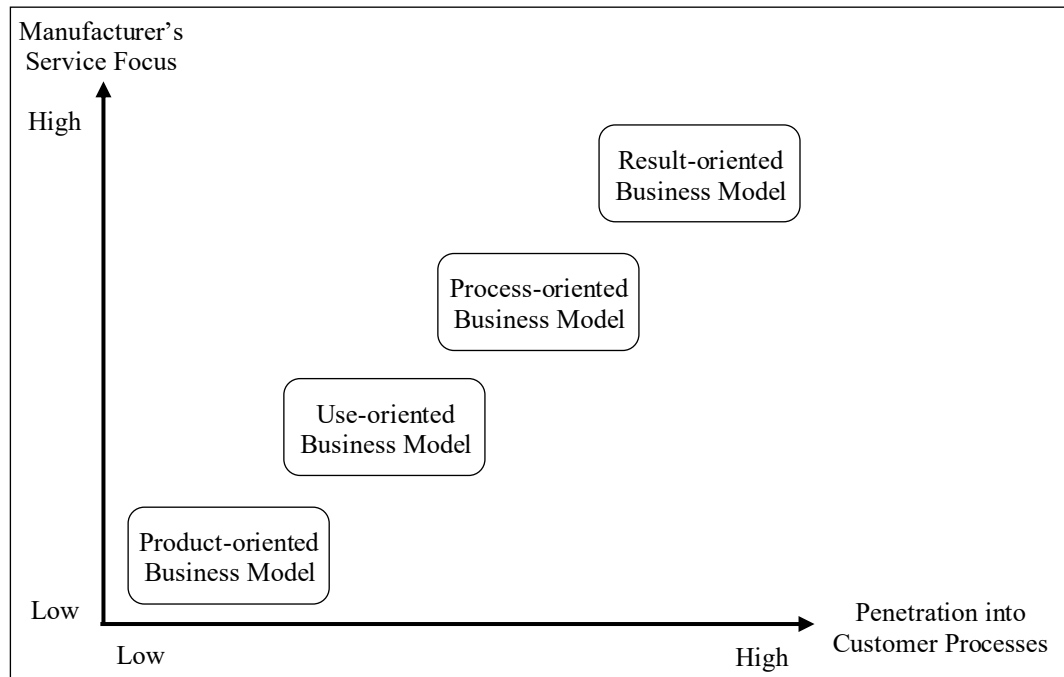 Manufacturer’s
Service Focus
High
Result-oriented
Business Model
Process-oriented
Business Model
Use-oriented
Business Model
Product-oriented
Business Model
Low
Low
High
Penetration into
Customer Processes